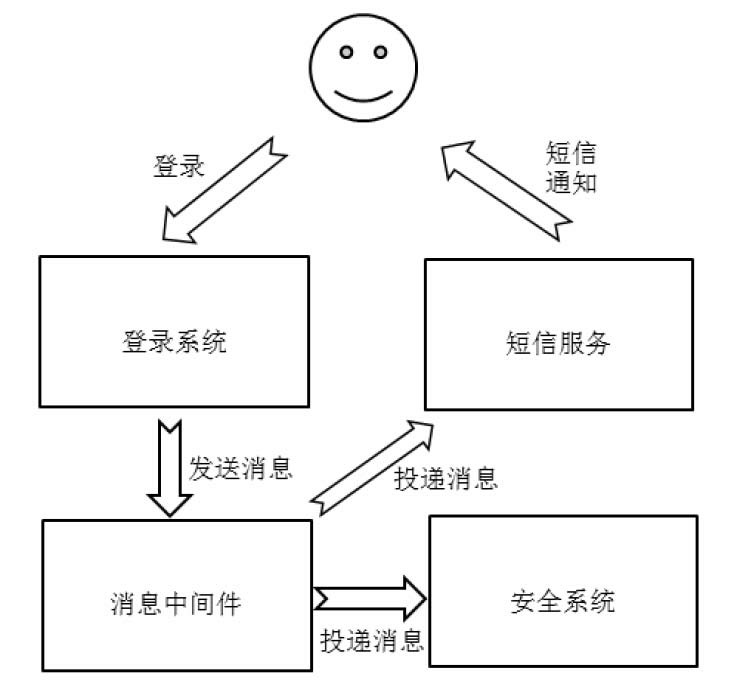 登录
短信
通知
登录系统
短信服务
发送消息
投递消息
消息中间件
安全系统
投递消息